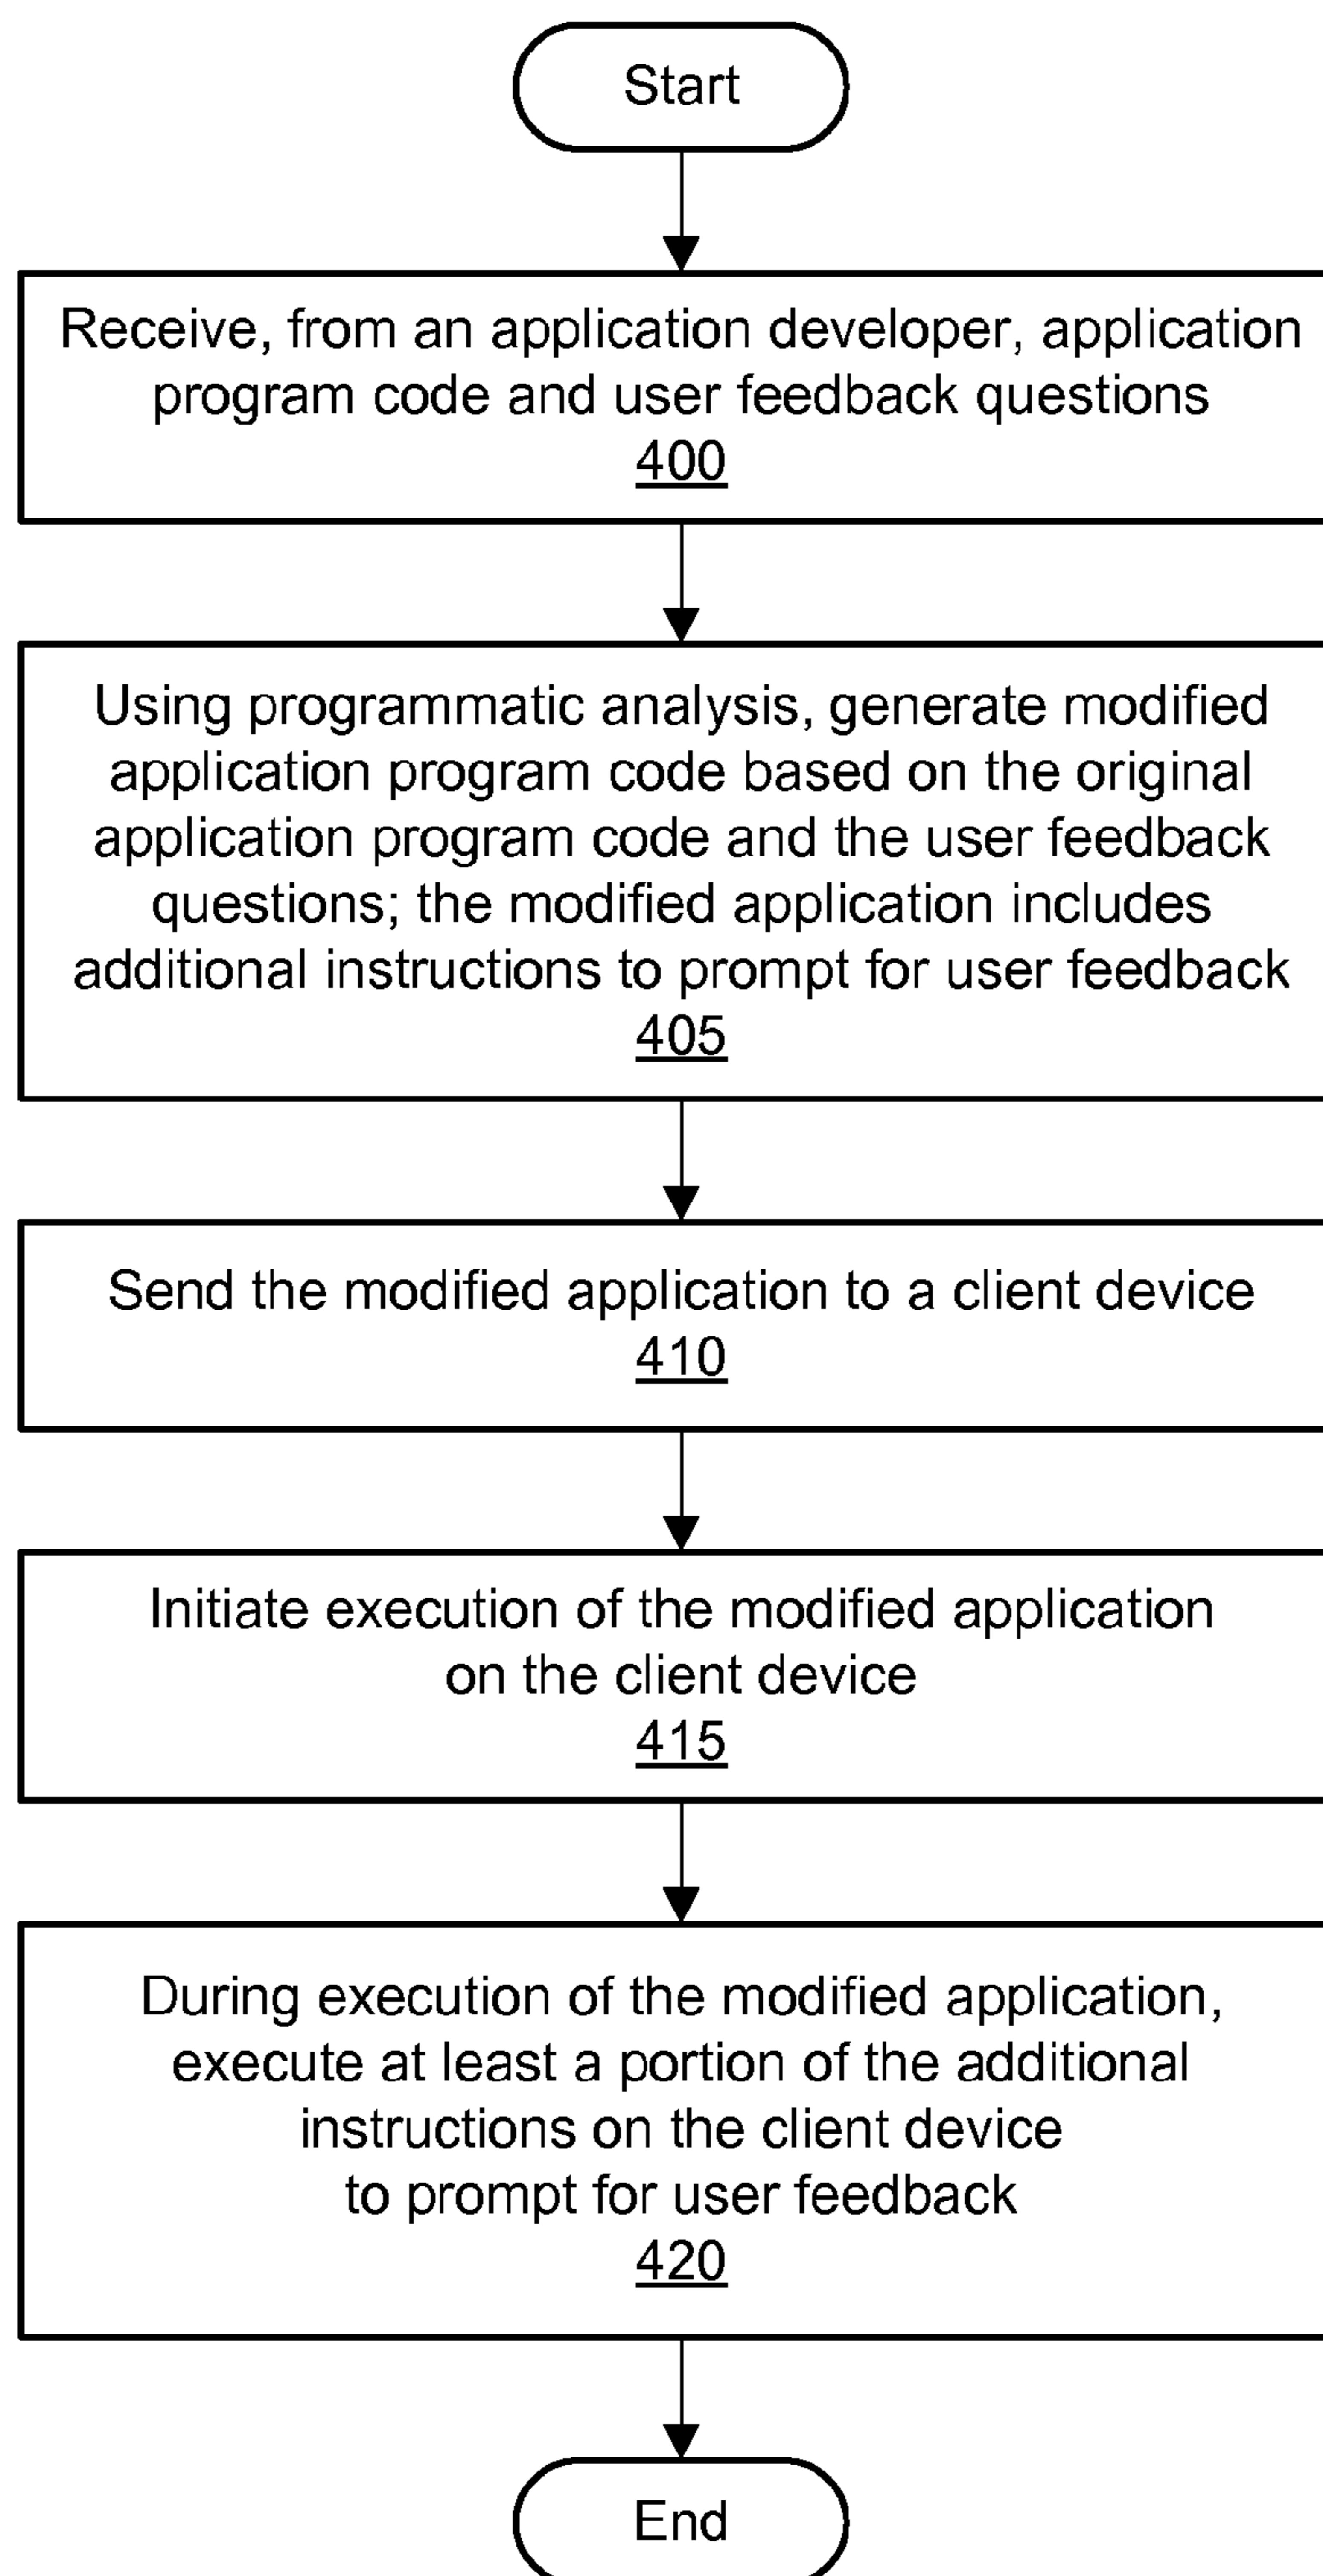 Start
Receive, from an application developer, application
program code and user feedback questions
400
Using programmatic analysis, generate modified
application program code based on the original
application program code and the user feedback
questions; the modified application includes
additional instructions to prompt for user feedback
405
Send the modified application to a client device
410
Initiate execution of the modified application
on the client device
415
During execution of the modified application,
execute at least a portion of the additional
instructions on the client device
to prompt for user feedback
420
End